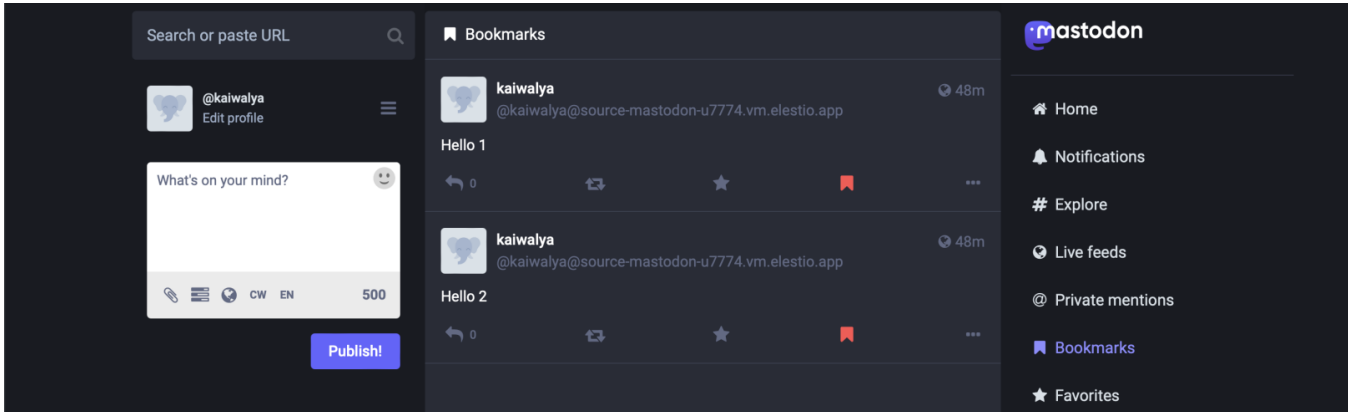 Search or paste URL
@kaiwalya
Edit profile
What's on your mind?
CW EN 500
Publish!
Bookmarks
kaiwalya 48m
@kaiwalya@source-mastodon-u7774.vm.elestio.app
Hello 1
0
kaiwalya 48m
@kaiwalya@source-mastodon-u7774.vm.elestio.app
Hello 2
0
mastodon
Home
Notifications
# Explore
Live feeds
@ Private mentions
Bookmarks
Favorites